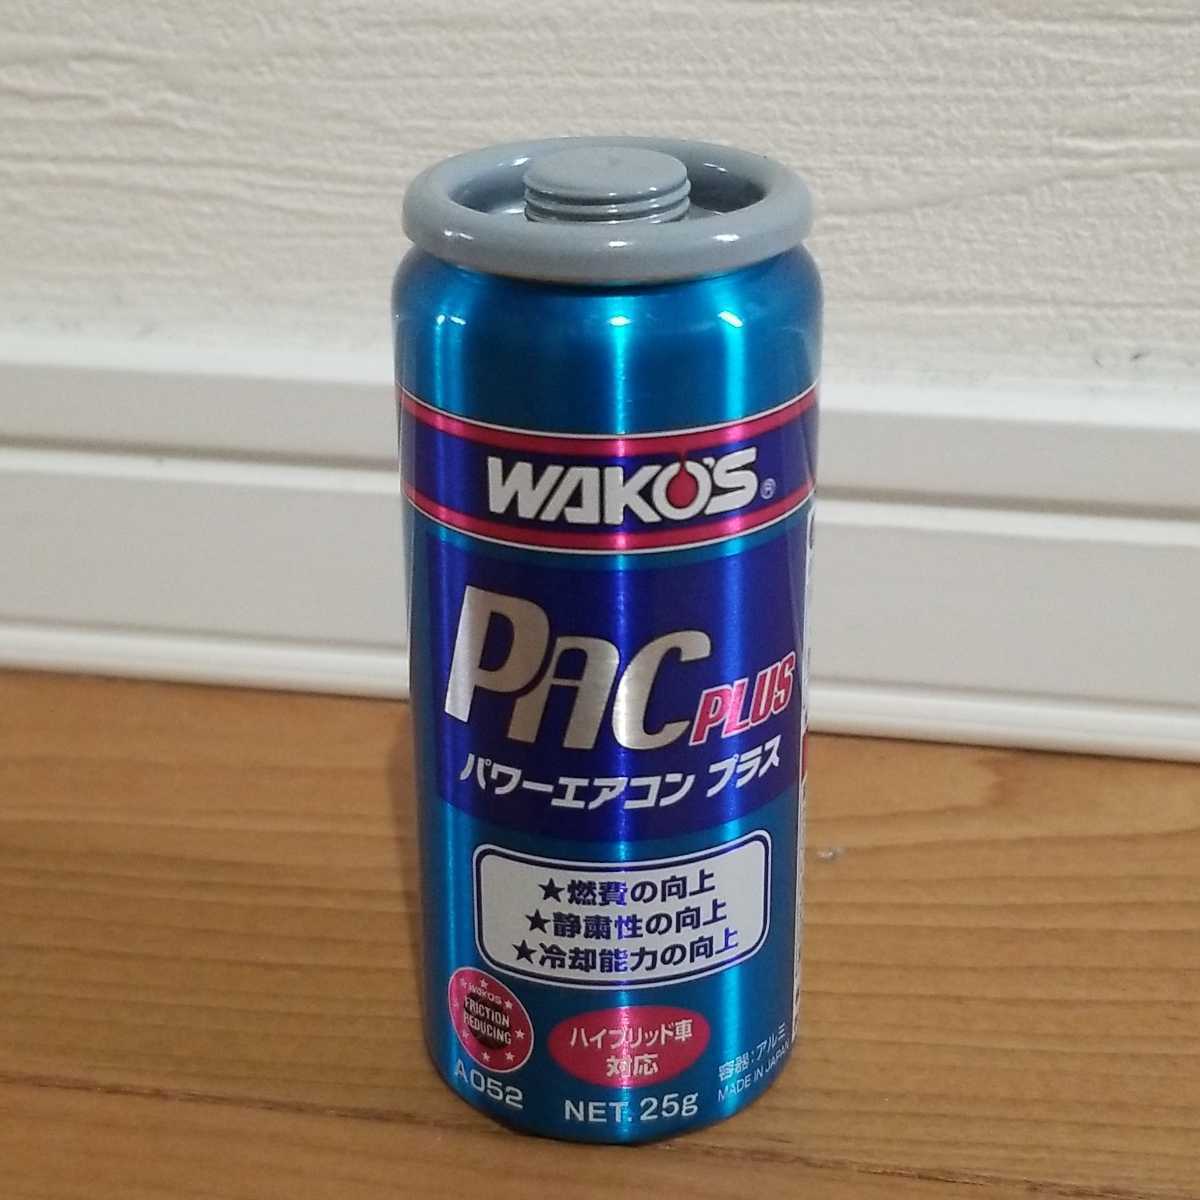 WAKO'S®
PAC PLUS
パワーエアコン プラス
★燃費の向上
★静粛性の向上
★冷却能力の向上
WAKOS
FRICTION
REDUCING
ハイブリッド車
対応
A052
NET. 25g
容器:アルミ
MADE IN JAPAN